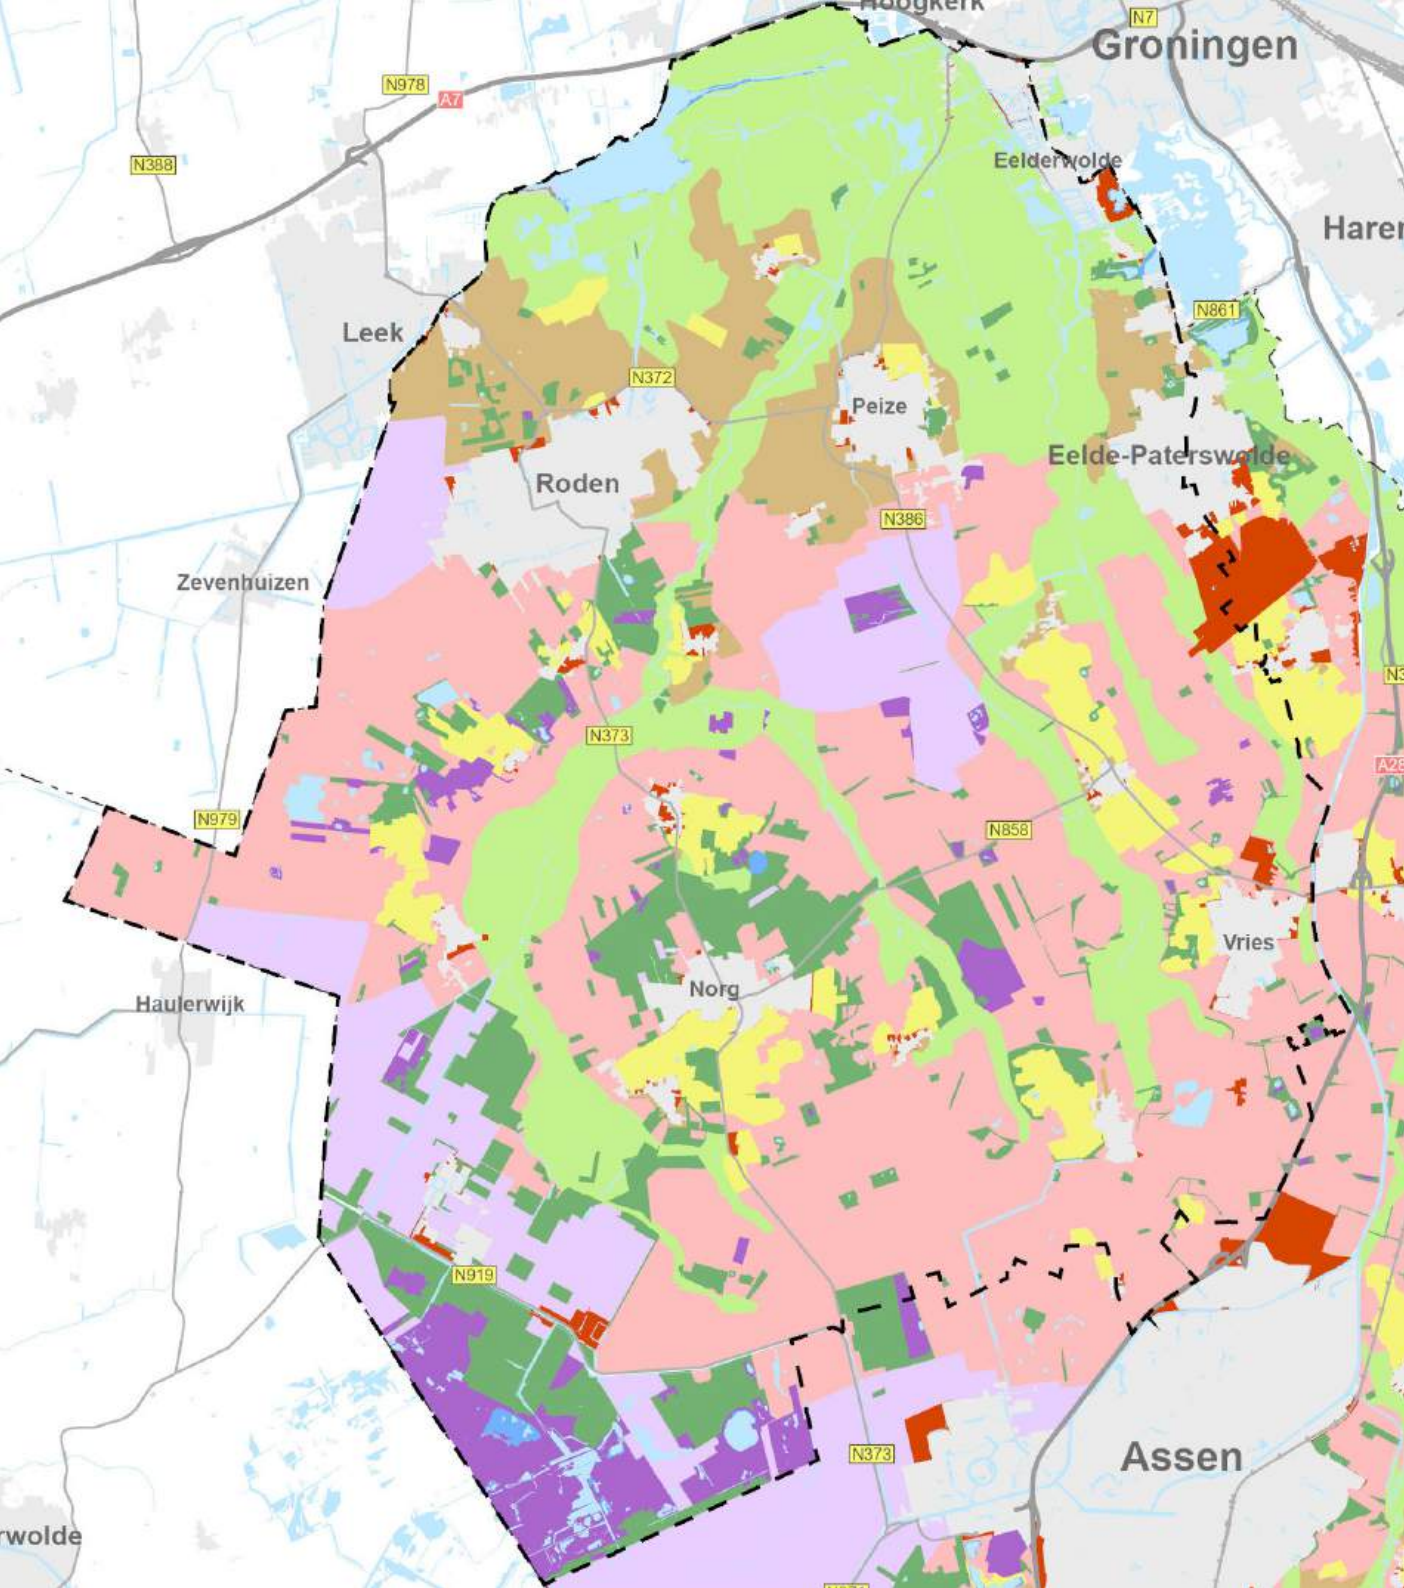 Hoogkerk
N7
Groningen
N978
A7
N388
Eelderwolde
Haren
N861
Leek
N372
Peize
Eelde-Paterswolde
Roden
N386
Zevenhuizen
N373
A28
N979
N858
Vries
Norg
Haulerwijk
N919
N373
Assen
rwolde